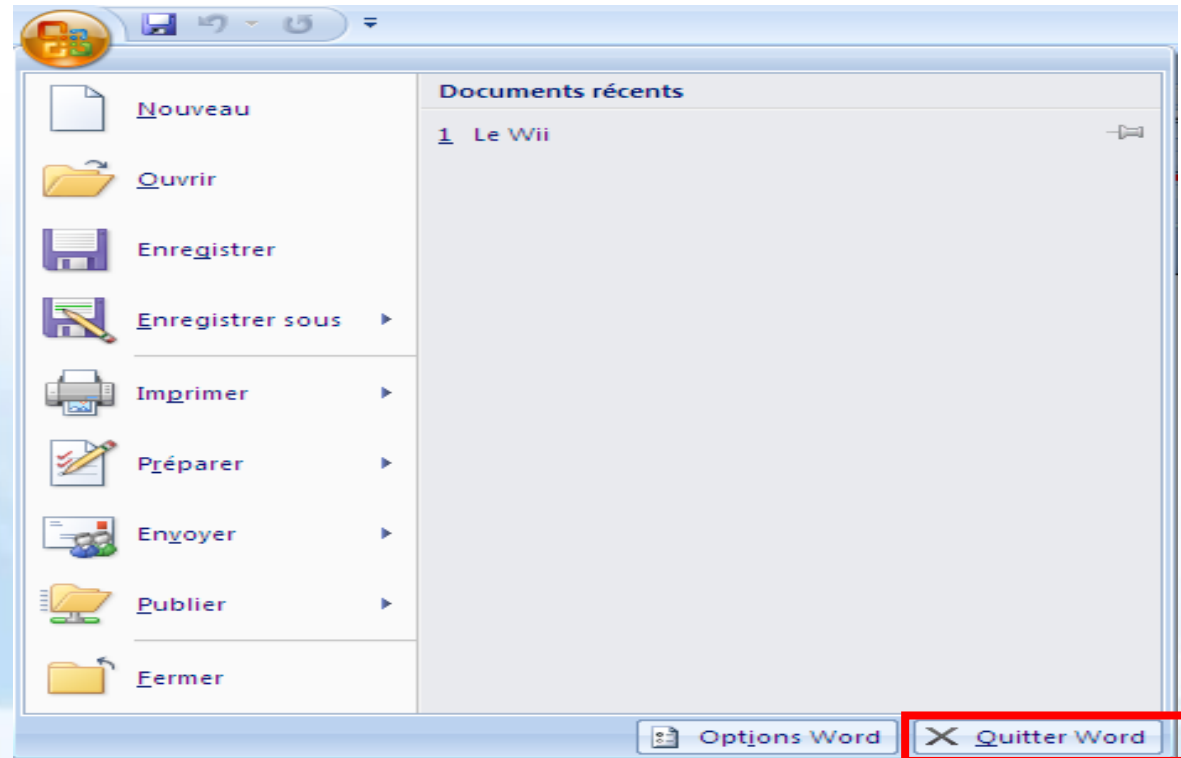 Nouveau
Ouvrir
Enregistrer
Enregistrer sous
Imprimer
Préparer
Envoyer
Publier
Fermer
Documents récents
1 Le Wii
Options Word
Quitter Word